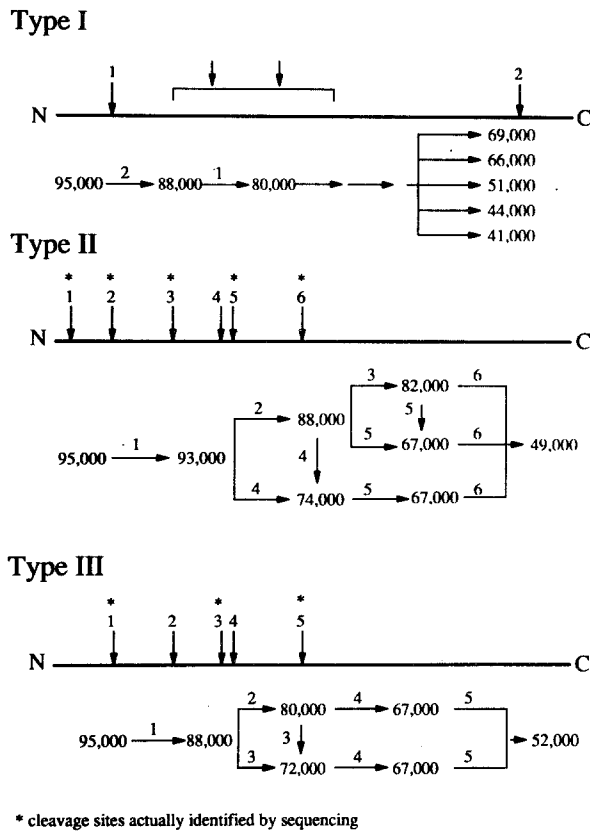 Type I
1 2
N C
69,000
66,000
95,000 2 88,000 1 80,000 51,000
44,000
41,000
Type II
* * * * *
1 2 3 4 5 6
N C
3 82,000 6
2 88,000 5
5 67,000 6 49,000
95,000 1 93,000 4
4 74,000 5 67,000 6
Type III
* * *
1 2 3 4 5
N C
2 80,000 4 67,000 5
95,000 1 88,000 3 52,000
3 72,000 4 67,000 5
* cleavage sites actually identified by sequencing